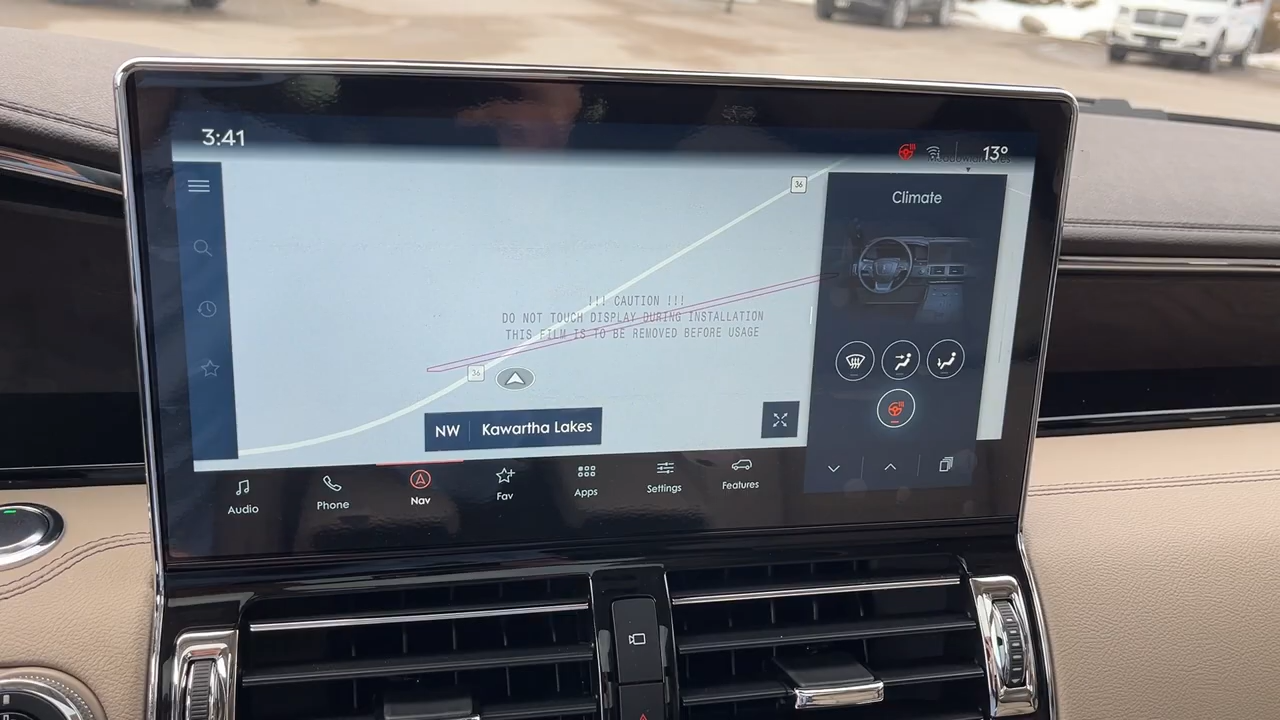 3:41
13°
36
Climate
!!! CAUTION !!!
DO NOT TOUCH DISPLAY DURING INSTALLATION
THIS FILM IS TO BE REMOVED BEFORE USAGE
36
NW Kawartha Lakes
Audio
Phone
Nav
Fav
Apps
Settings
Features